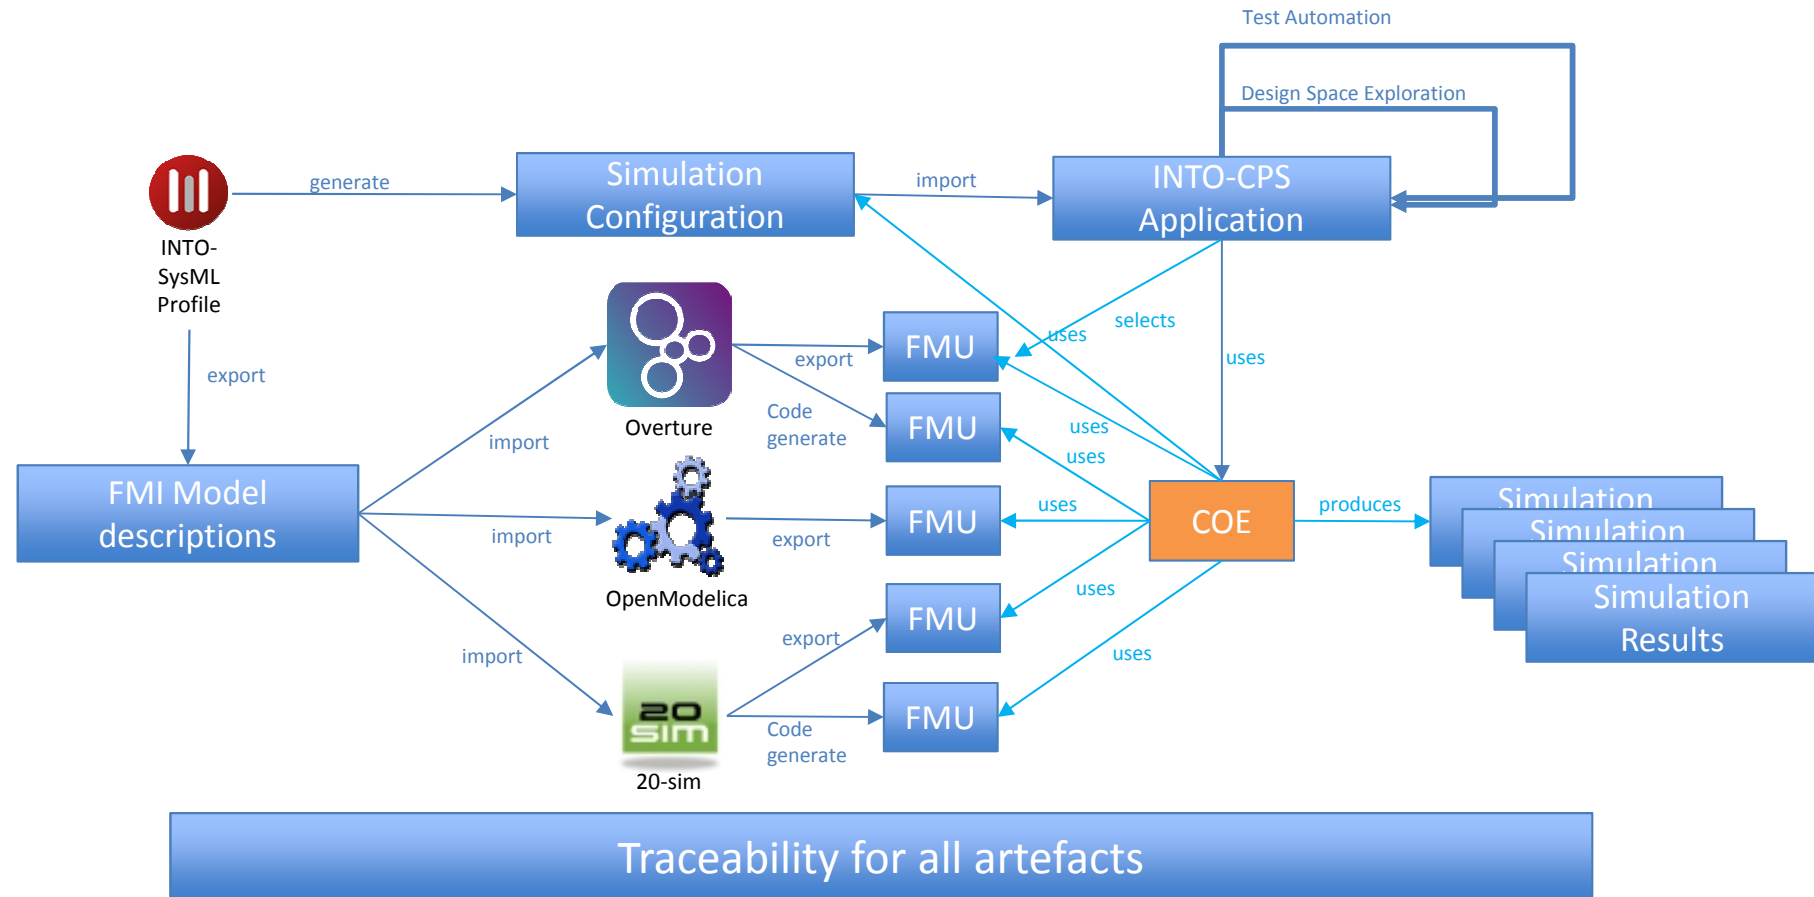 Test Automation
Design Space Exploration
generate
Simulation
Configuration
import
INTO-CPS
Application
INTO-
SysML
Profile
export
uses
selects
uses
export
FMU
Code
generate
FMU
Overture
import
uses
uses
FMI Model
descriptions
import
export
FMU
uses
COE
produces
Simulation
Simulation
Simulation
Simulation
Results
OpenModelica
import
export
FMU
uses
uses
20
sim
Code
generate
FMU
20-sim
Traceability for all artefacts